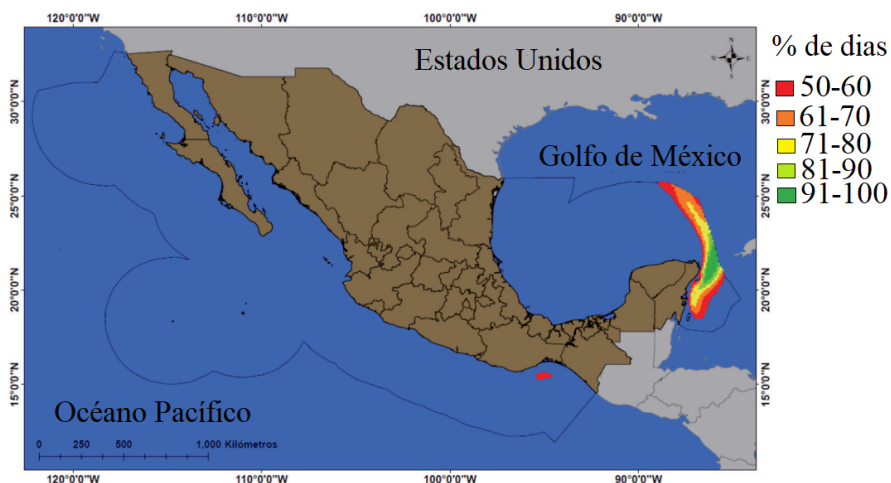 120°0'0"W 110°0'0"W 100°0'0"W 90°0'0"W
Estados Unidos
N
W E
S
% de dias
50-60
61-70
71-80
81-90
91-100
30°0'0"N
30°0'0"N
Golfo de México
25°0'0"N
25°0'0"N
20°0'0"N
20°0'0"N
15°0'0"N
15°0'0"N
Océano Pacífico
0 250 500 1,000 Kilómetros
120°0'0"W 110°0'0"W 100°0'0"W 90°0'0"W